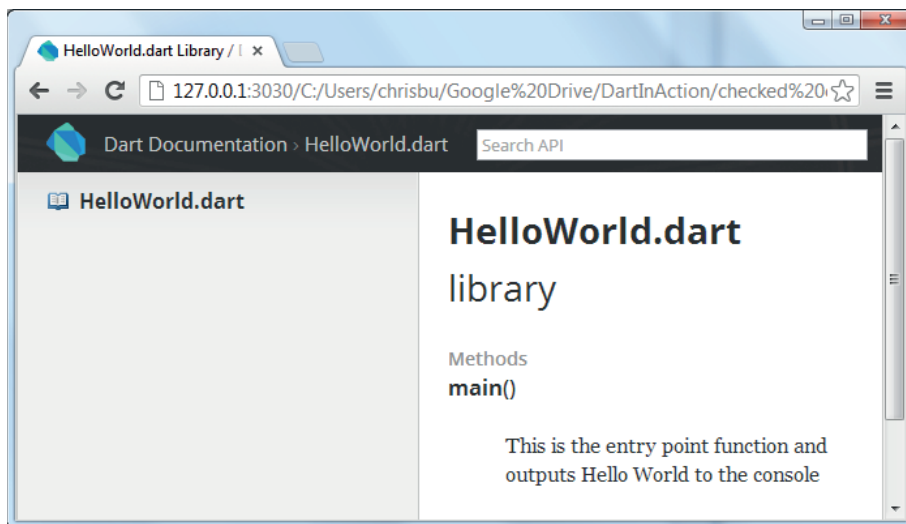 HelloWorld.dart Library /
127.0.0.1:3030/C:/Users/chrisbu/Google%20Drive/DartInAction/checked%20
Dart Documentation › HelloWorld.dart Search API
HelloWorld.dart
HelloWorld.dart
library
Methods
main()
This is the entry point function and
outputs Hello World to the console